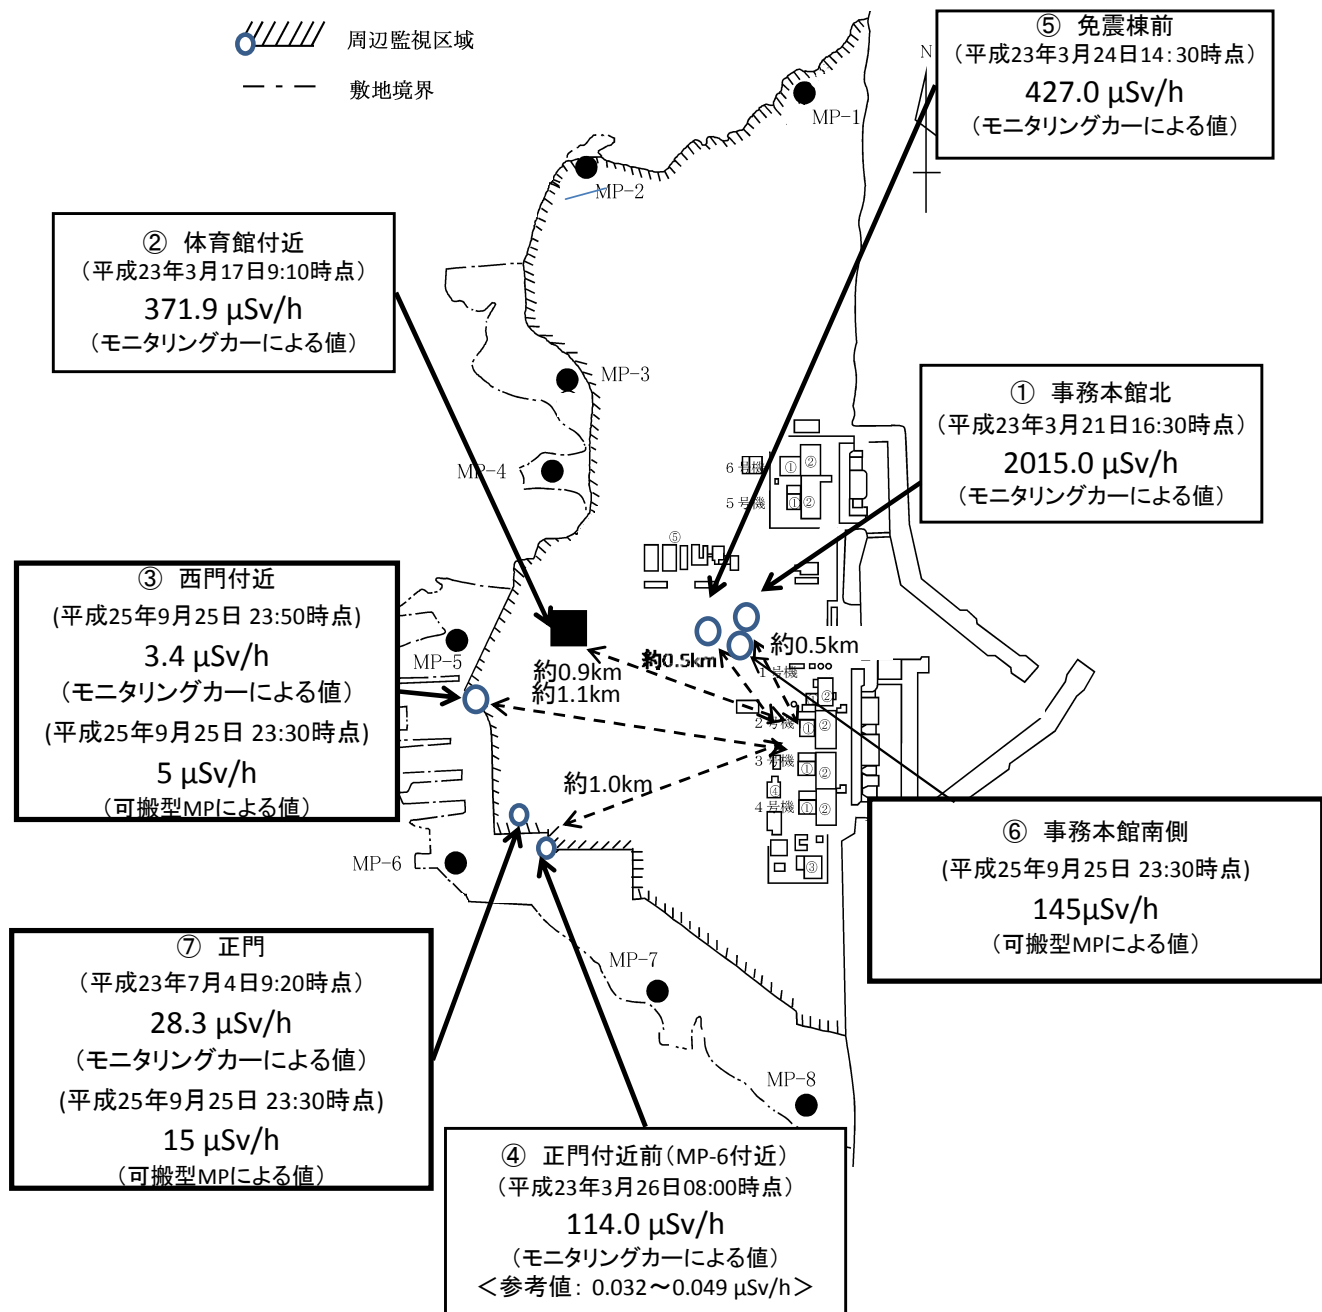 周辺監視区域
敷地境界
⑤ 免震棟前
（平成23年3月24日14:30時点）
427.0 μSv/h
（モニタリングカーによる値）
N
MP-1
MP-2
② 体育館付近
（平成23年3月17日9:10時点）
371.9 μSv/h
（モニタリングカーによる値）
MP-3
MP-4
① 事務本館北
（平成23年3月21日16:30時点）
2015.0 μSv/h
（モニタリングカーによる値）
6号機
① ②
5号機
① ②
⑤
③ 西門付近
(平成25年9月25日 23:50時点)
3.4 μSv/h
（モニタリングカーによる値）
(平成25年9月25日 23:30時点)
5 μSv/h
（可搬型MPによる値）
MP-5
約0.9km
約1.1km
約0.5km
約0.5km
1号機
②
2号機
① ②
3号機
① ②
④
4号機
① ②
③
約1.0km
MP-6
⑥ 事務本館南側
(平成25年9月25日 23:30時点)
145μSv/h
（可搬型MPによる値）
⑦ 正門
（平成23年7月4日9:20時点）
28.3 μSv/h
（モニタリングカーによる値）
(平成25年9月25日 23:30時点)
15 μSv/h
（可搬型MPによる値）
MP-7
MP-8
④ 正門付近前（MP-6付近）
（平成23年3月26日08:00時点）
114.0 μSv/h
（モニタリングカーによる値）
＜参考値： 0.032～0.049 μSv/h＞